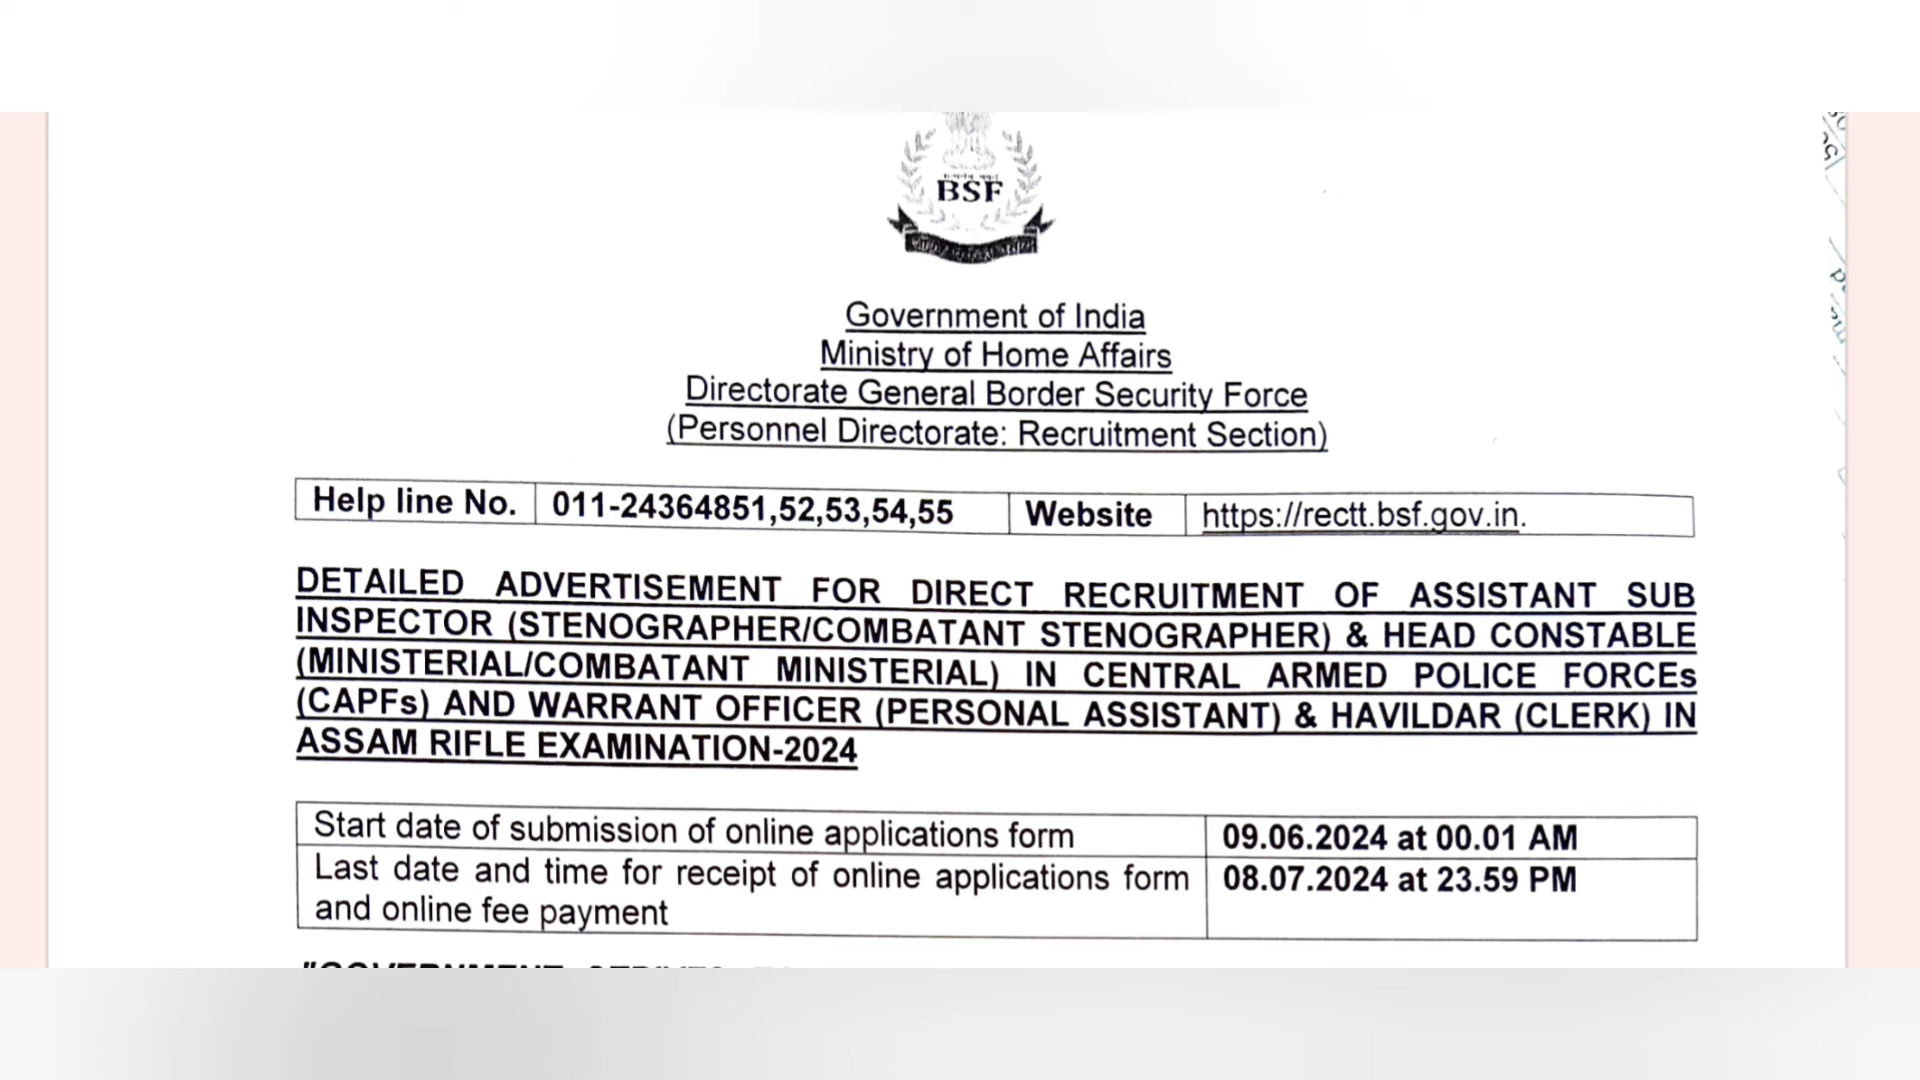 BSF
Government of India
Ministry of Home Affairs
Directorate General Border Security Force
(Personnel Directorate: Recruitment Section)
Help line No. 011-24364851,52,53,54,55 Website https://rectt.bsf.gov.in.
DETAILED ADVERTISEMENT FOR DIRECT RECRUITMENT OF ASSISTANT SUB
INSPECTOR (STENOGRAPHER/COMBATANT STENOGRAPHER) & HEAD CONSTABLE
(MINISTERIAL/COMBATANT MINISTERIAL) IN CENTRAL ARMED POLICE FORCEs
(CAPFs) AND WARRANT OFFICER (PERSONAL ASSISTANT) & HAVILDAR (CLERK) IN
ASSAM RIFLE EXAMINATION-2024
Start date of submission of online applications form 09.06.2024 at 00.01 AM
Last date and time for receipt of online applications form 08.07.2024 at 23.59 PM
and online fee payment